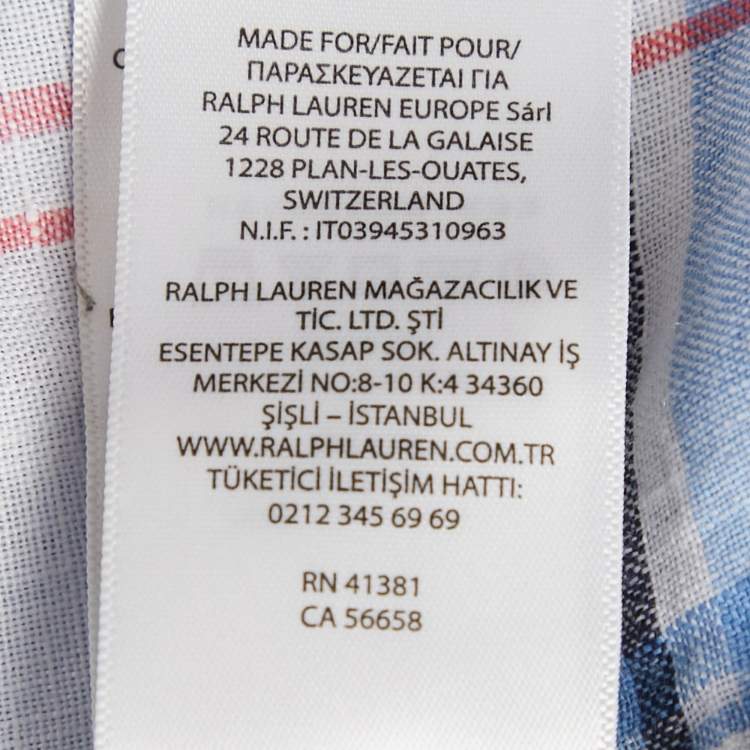 MADE FOR/FAIT POUR/
ΠΑΡΑΣΚΕΥΑΖΕΤΑΙ ΓΙΑ
RALPH LAUREN EUROPE Sárl
24 ROUTE DE LA GALAISE
1228 PLAN-LES-OUATES,
SWITZERLAND
N.I.F. : IT03945310963
RALPH LAUREN MAĞAZACILIK VE
TİC. LTD. ŞTİ
ESENTEPE KASAP SOK. ALTINAY İŞ
MERKEZİ NO:8-10 K:4 34360
ŞİŞLİ – İSTANBUL
WWW.RALPHLAUREN.COM.TR
TÜKETİCİ İLETİŞİM HATTI:
0212 345 69 69
RN 41381
CA 56658